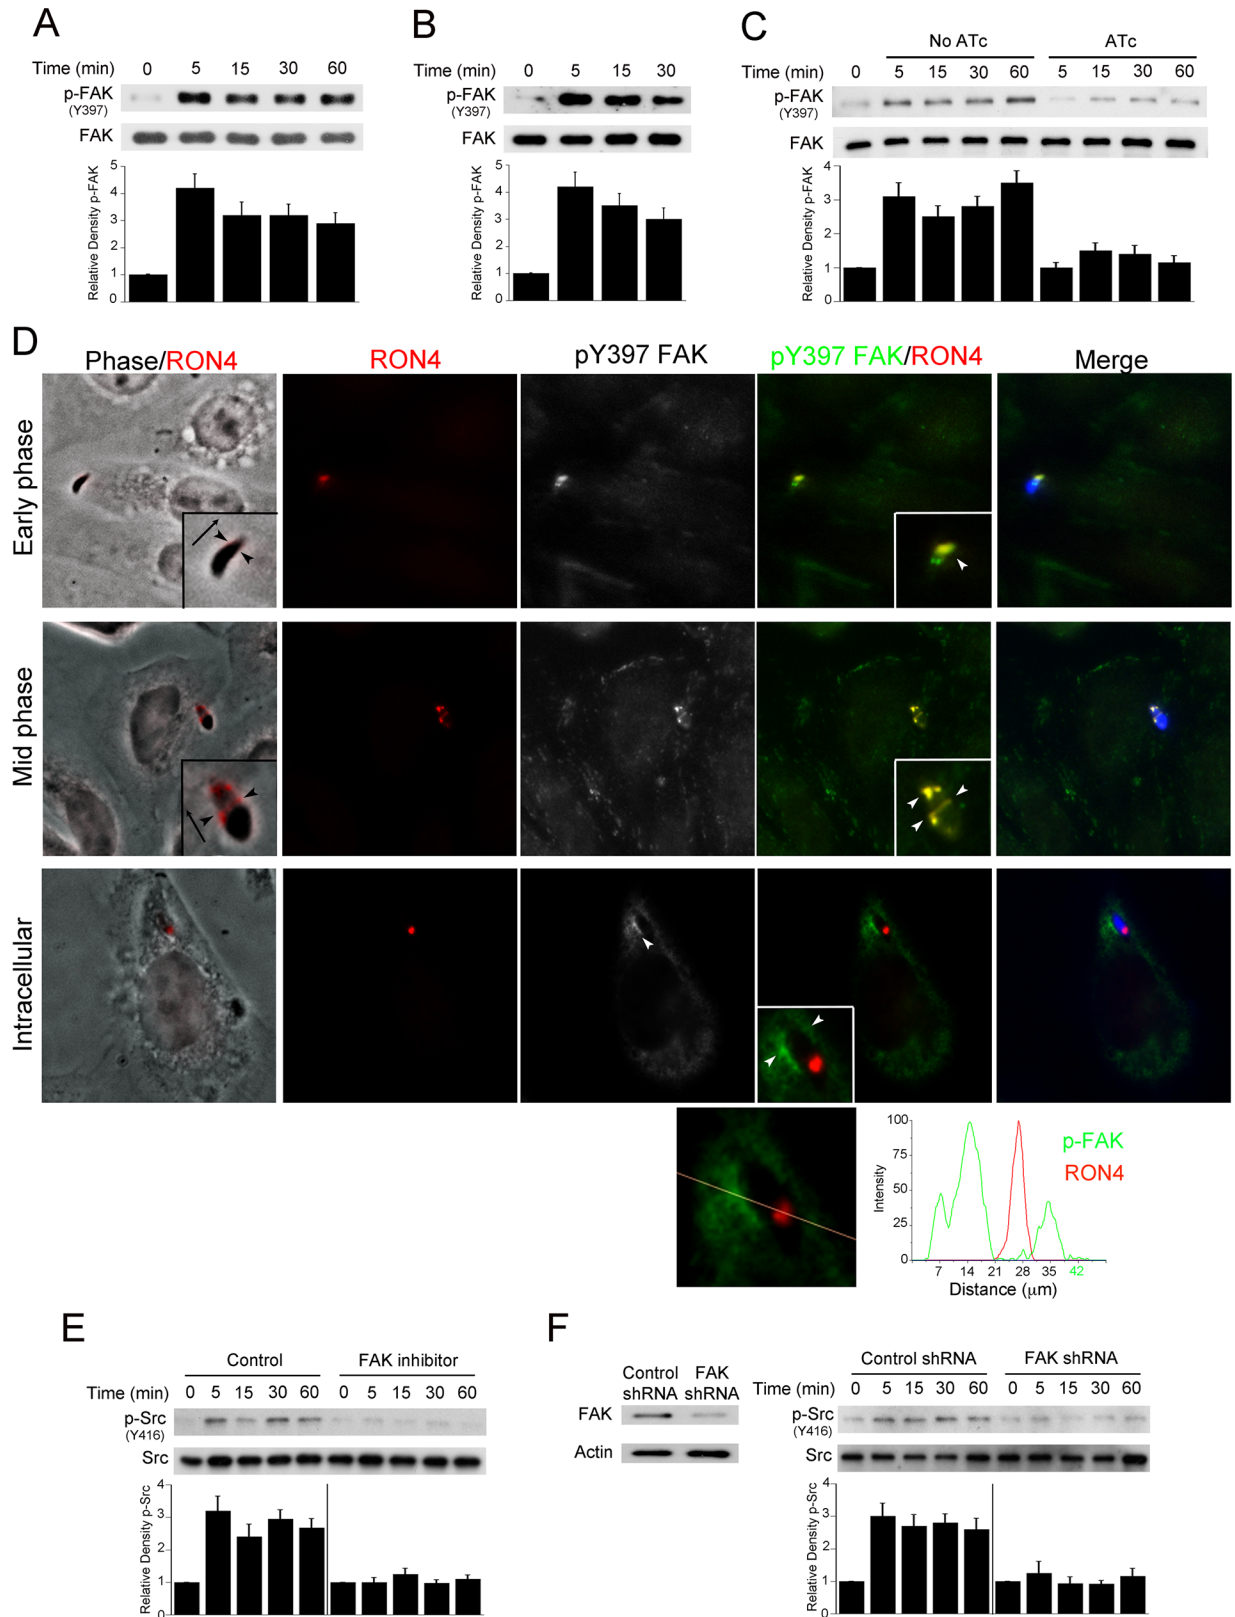 A
Time (min) 0 5 15 30 60
p-FAK
(Y397)
FAK
Relative Density p-FAK
5
4
3
2
1
0
B
Time (min) 0 5 15 30
p-FAK
(Y397)
FAK
Relative Density p-FAK
5
4
3
2
1
0
C
No ATc ATc
Time (min) 0 5 15 30 60 5 15 30 60
p-FAK
(Y397)
FAK
Relative Density p-FAK
4
3
2
1
0
D
Phase/RON4 RON4 pY397 FAK pY397 FAK/RON4 Merge
Early phase
Mid phase
Intracellular
Intensity
100
75
50
25
0
7 14 21 28 35 42
Distance (μm)
p-FAK
RON4
E
Control FAK inhibitor
Time (min) 0 5 15 30 60 0 5 15 30 60
p-Src
(Y416)
Src
Relative Density p-Src
4
3
2
1
0
F
Control
shRNA
FAK
shRNA
FAK
Actin
Control shRNA FAK shRNA
Time (min) 0 5 15 30 60 0 5 15 30 60
p-Src
(Y416)
Src
Relative Density p-Src
4
3
2
1
0